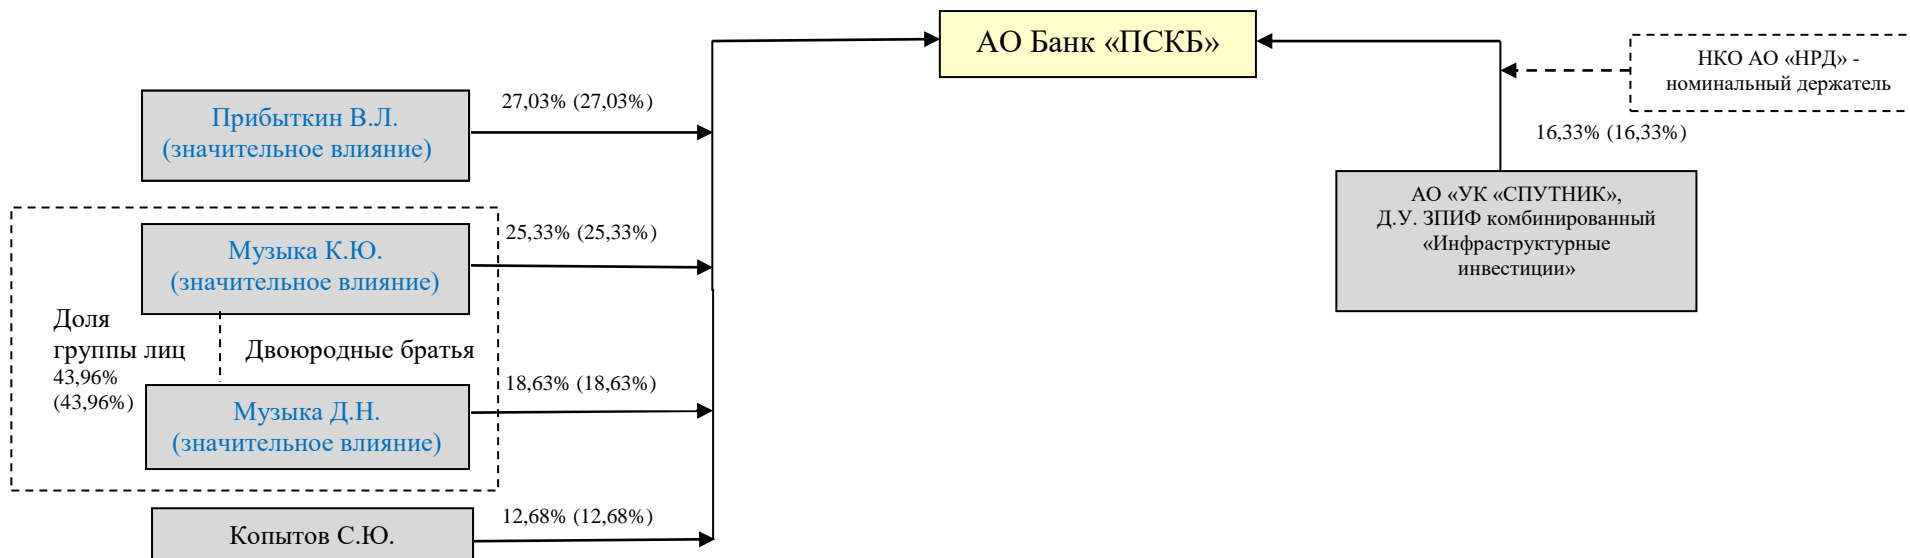 АО Банк «ПСКБ»
НКО АО «НРД» -
номинальный держатель
27,03% (27,03%)
Прибыткин В.Л.
(значительное влияние)
16,33% (16,33%)
АО «УК «СПУТНИК»,
Д.У. ЗПИФ комбинированный
«Инфраструктурные
инвестиции»
25,33% (25,33%)
Музыка К.Ю.
(значительное влияние)
Доля
группы лиц
43,96%
(43,96%)
Двоюродные братья
18,63% (18,63%)
Музыка Д.Н.
(значительное влияние)
12,68% (12,68%)
Копытов С.Ю.